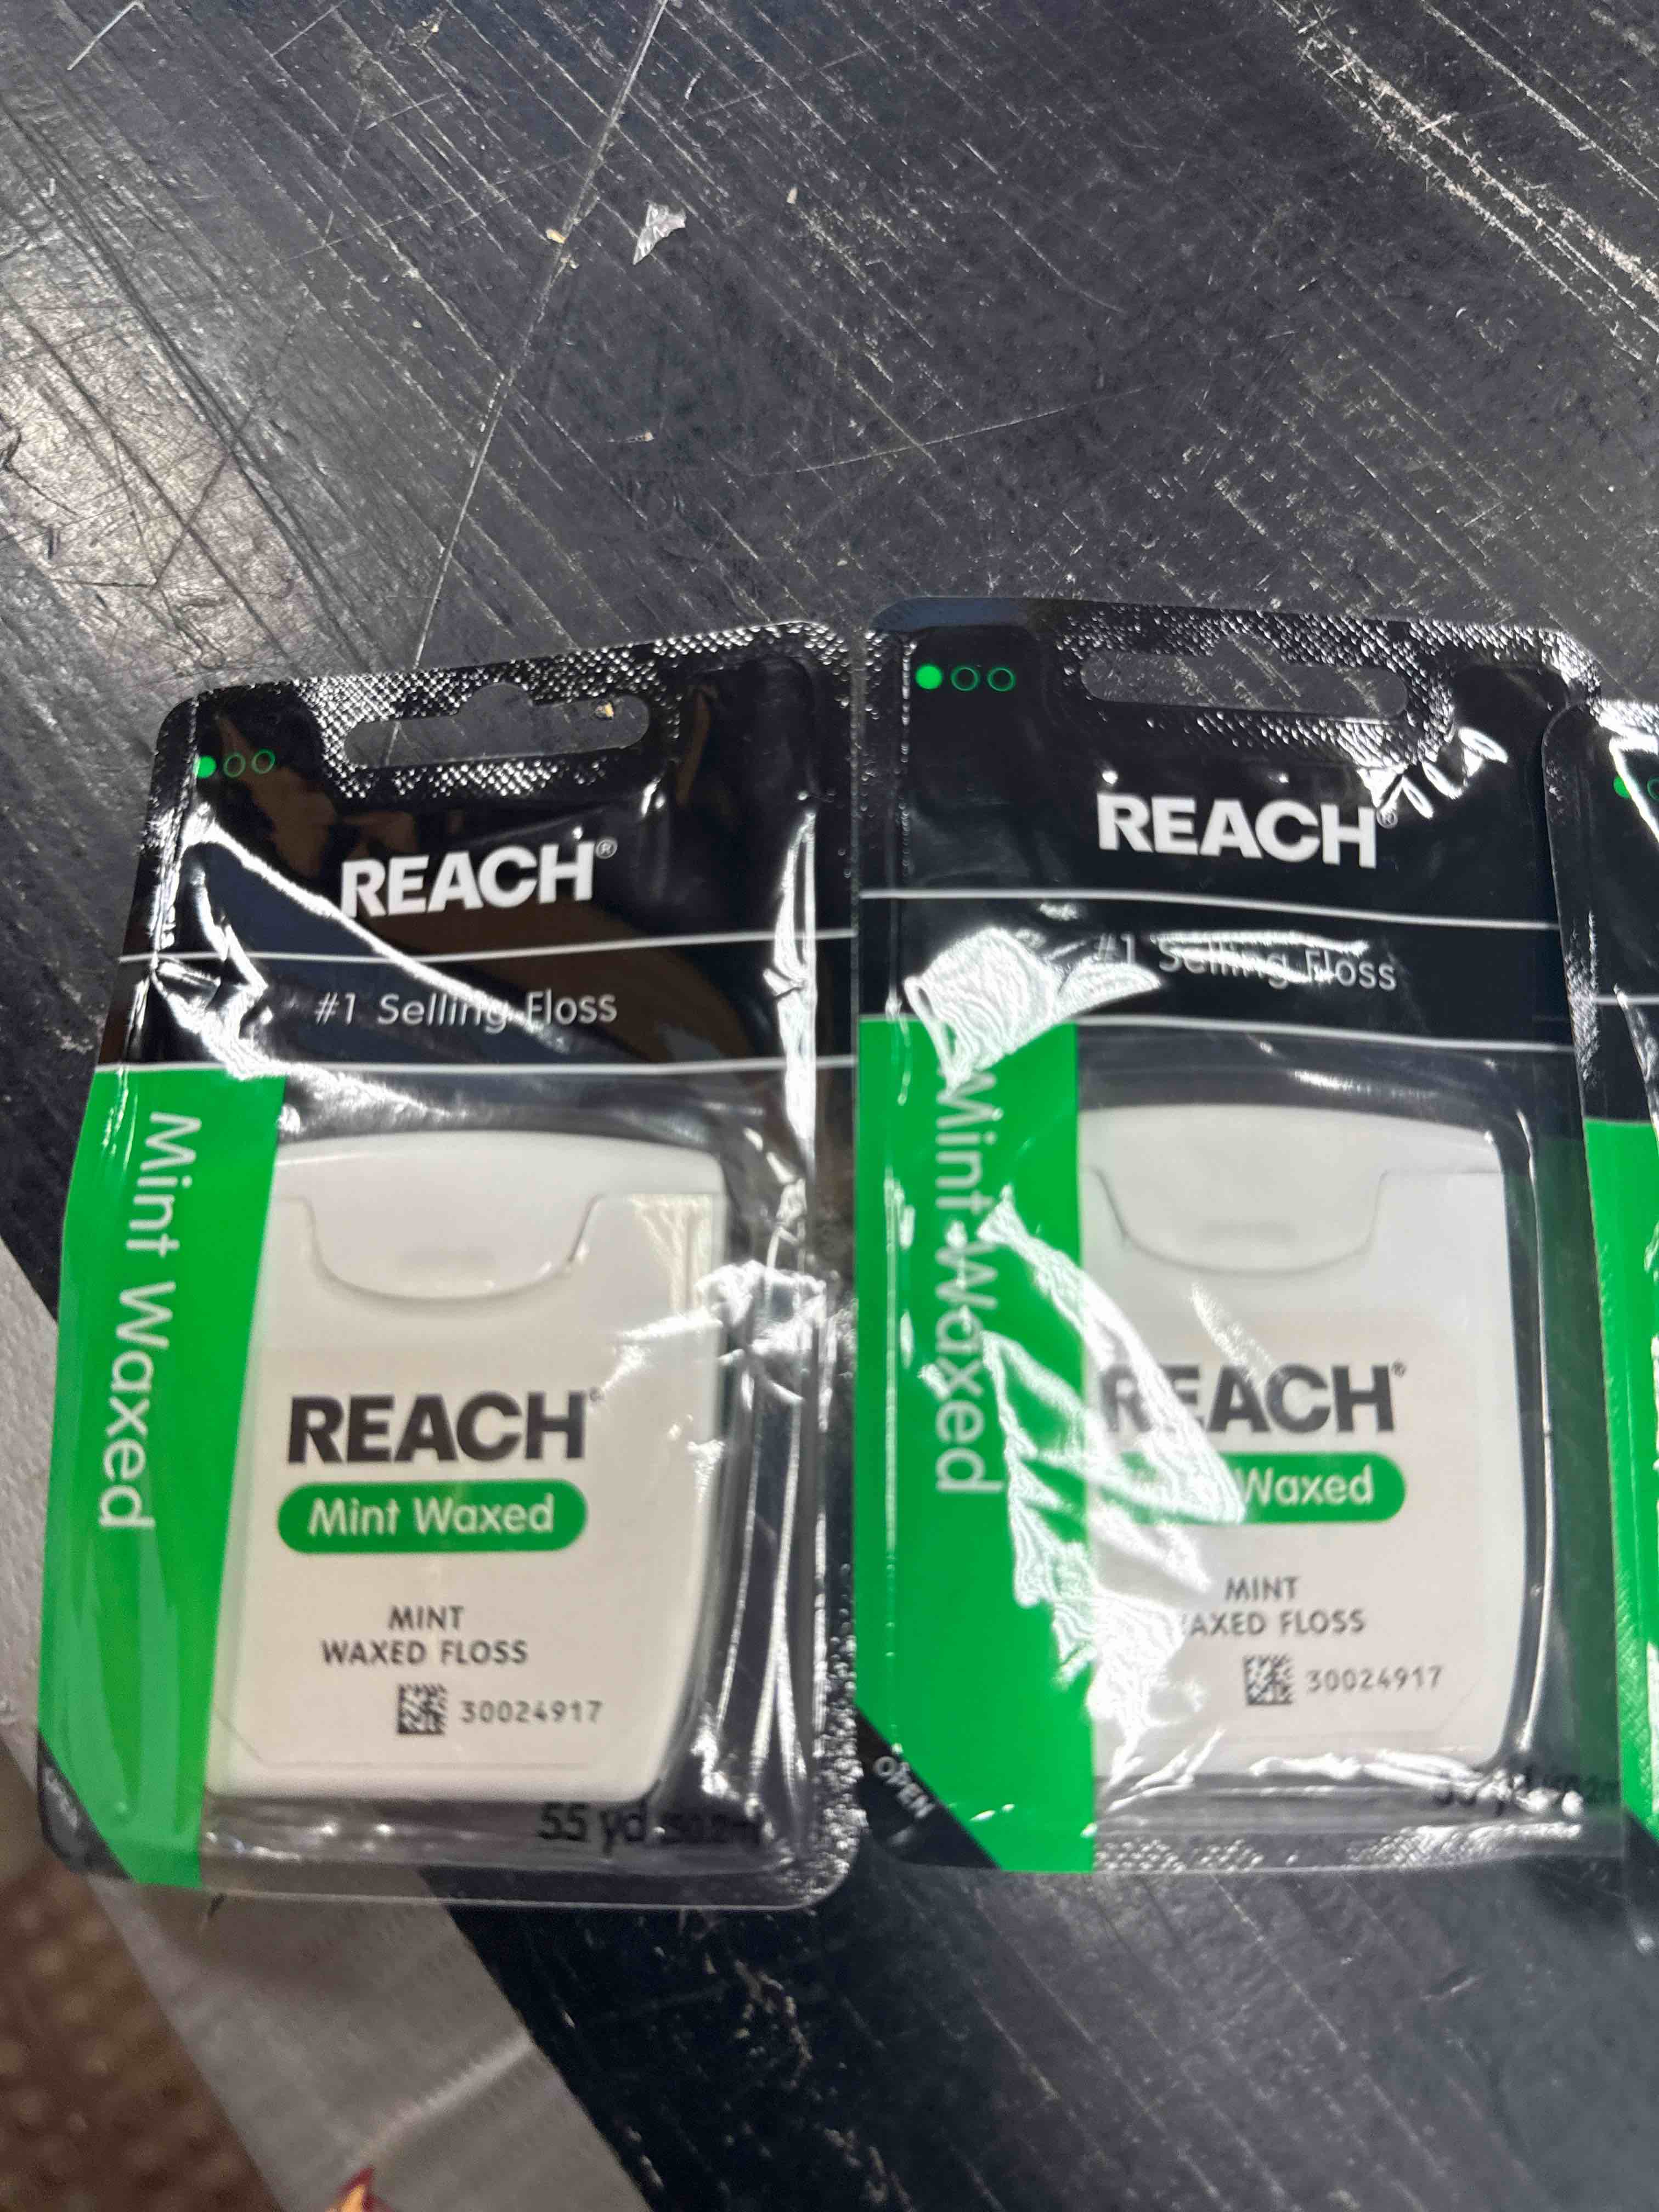 REACH®
#1 Selling Floss
Mint Waxed
REACH®
Mint Waxed
MINT
WAXED FLOSS
30024917
55 yd
REACH®
#1 Selling Floss
Mint Waxed
REACH®
Waxed
MINT
WAXED FLOSS
30024917
OPEN